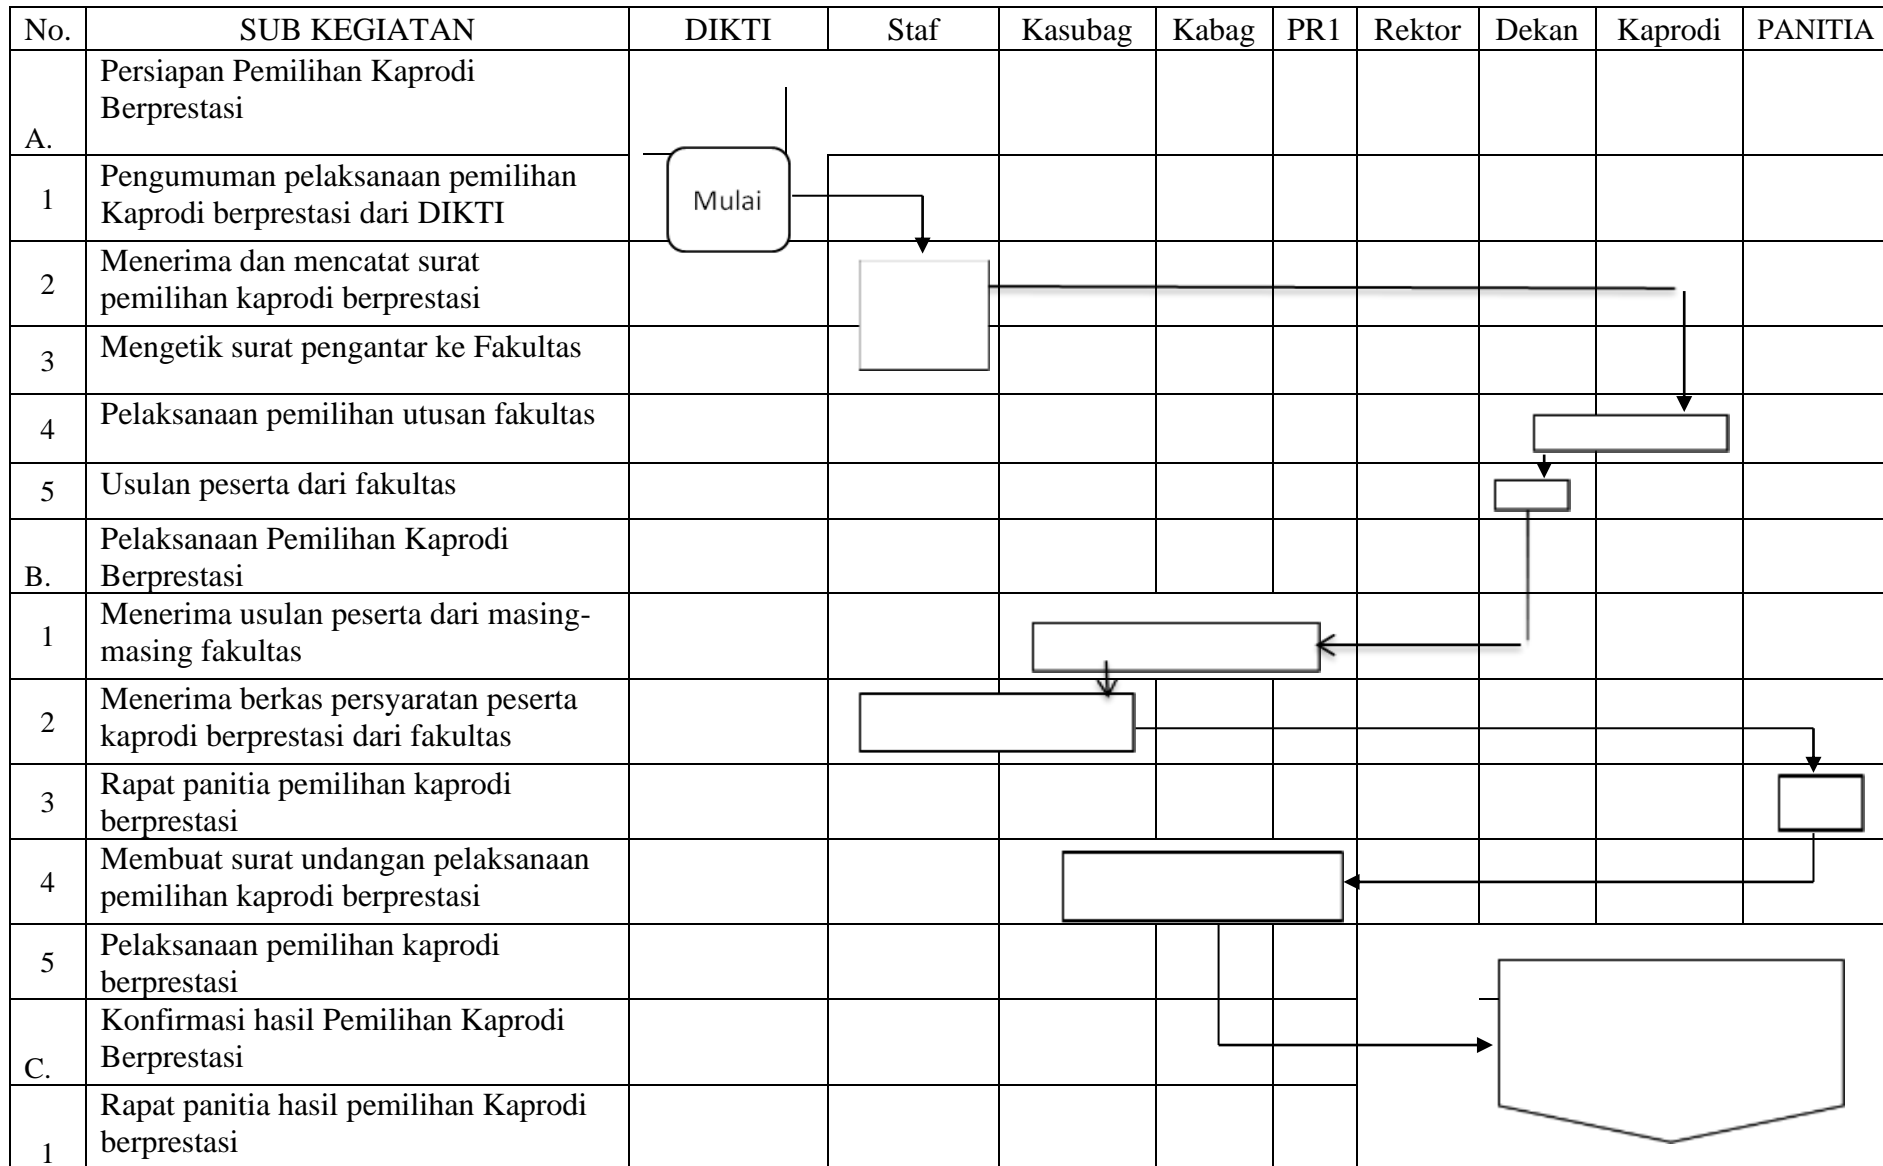 No. SUB KEGIATAN DIKTI Staf Kasubag Kabag PR1 Rektor Dekan Kaprodi PANITIA
A. Persiapan Pemilihan Kaprodi
Berprestasi
1 Pengumuman pelaksanaan pemilihan
Kaprodi berprestasi dari DIKTI
Mulai
2 Menerima dan mencatat surat
pemilihan kaprodi berprestasi
3 Mengetik surat pengantar ke Fakultas
4 Pelaksanaan pemilihan utusan fakultas
5 Usulan peserta dari fakultas
B. Pelaksanaan Pemilihan Kaprodi
Berprestasi
1 Menerima usulan peserta dari masing-
masing fakultas
2 Menerima berkas persyaratan peserta
kaprodi berprestasi dari fakultas
3 Rapat panitia pemilihan kaprodi
berprestasi
4 Membuat surat undangan pelaksanaan
pemilihan kaprodi berprestasi
5 Pelaksanaan pemilihan kaprodi
berprestasi
C. Konfirmasi hasil Pemilihan Kaprodi
Berprestasi
1 Rapat panitia hasil pemilihan Kaprodi
berprestasi